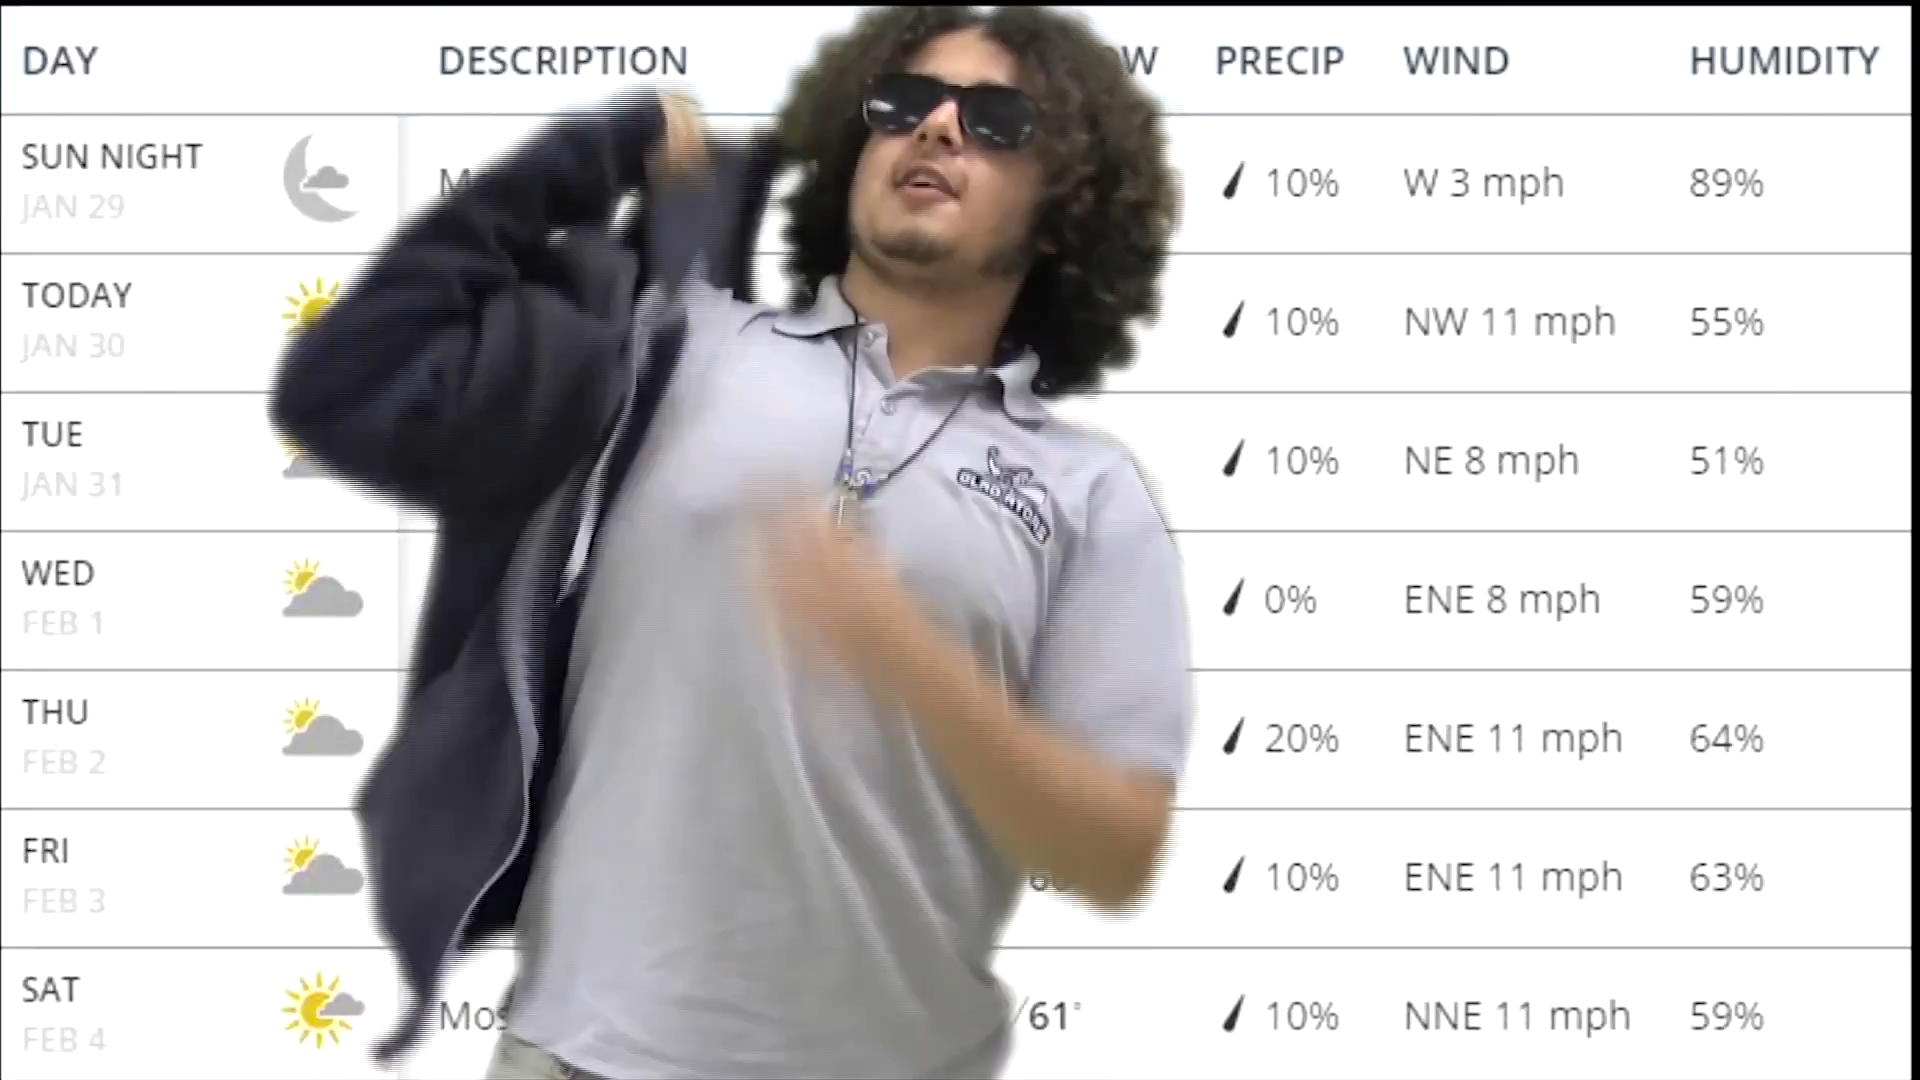 DAY DESCRIPTION W PRECIP WIND HUMIDITY
SUN NIGHT
JAN 29
M 10% W 3 mph 89%
TODAY
JAN 30
10% NW 11 mph 55%
TUE
JAN 31
10% NE 8 mph 51%
WED
FEB 1
0% ENE 8 mph 59%
THU
FEB 2
20% ENE 11 mph 64%
FRI
FEB 3
10% ENE 11 mph 63%
SAT
FEB 4
Mos /61° 10% NNE 11 mph 59%
GLADIATORS